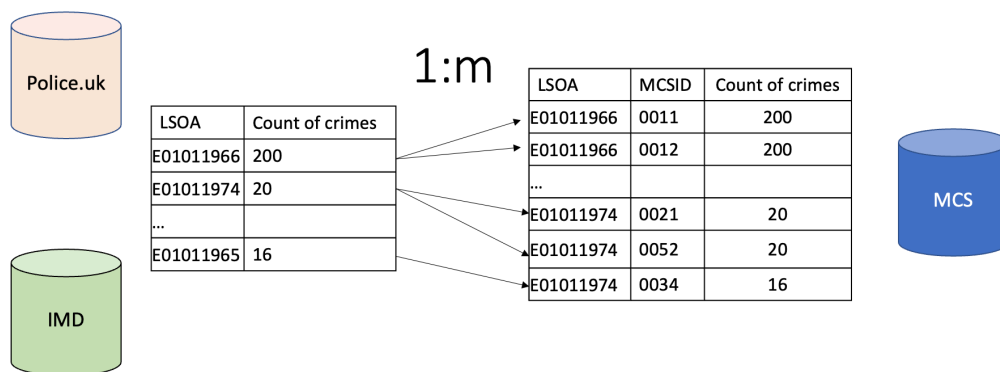 Police.uk
IMD
LSOA Count of crimes
E01011966 200
E01011974 20
...
E01011965 16
1:m
LSOA MCSID Count of crimes
E01011966 0011 200
E01011966 0012 200
...
E01011974 0021 20
E01011974 0052 20
E01011974 0034 16
MCS